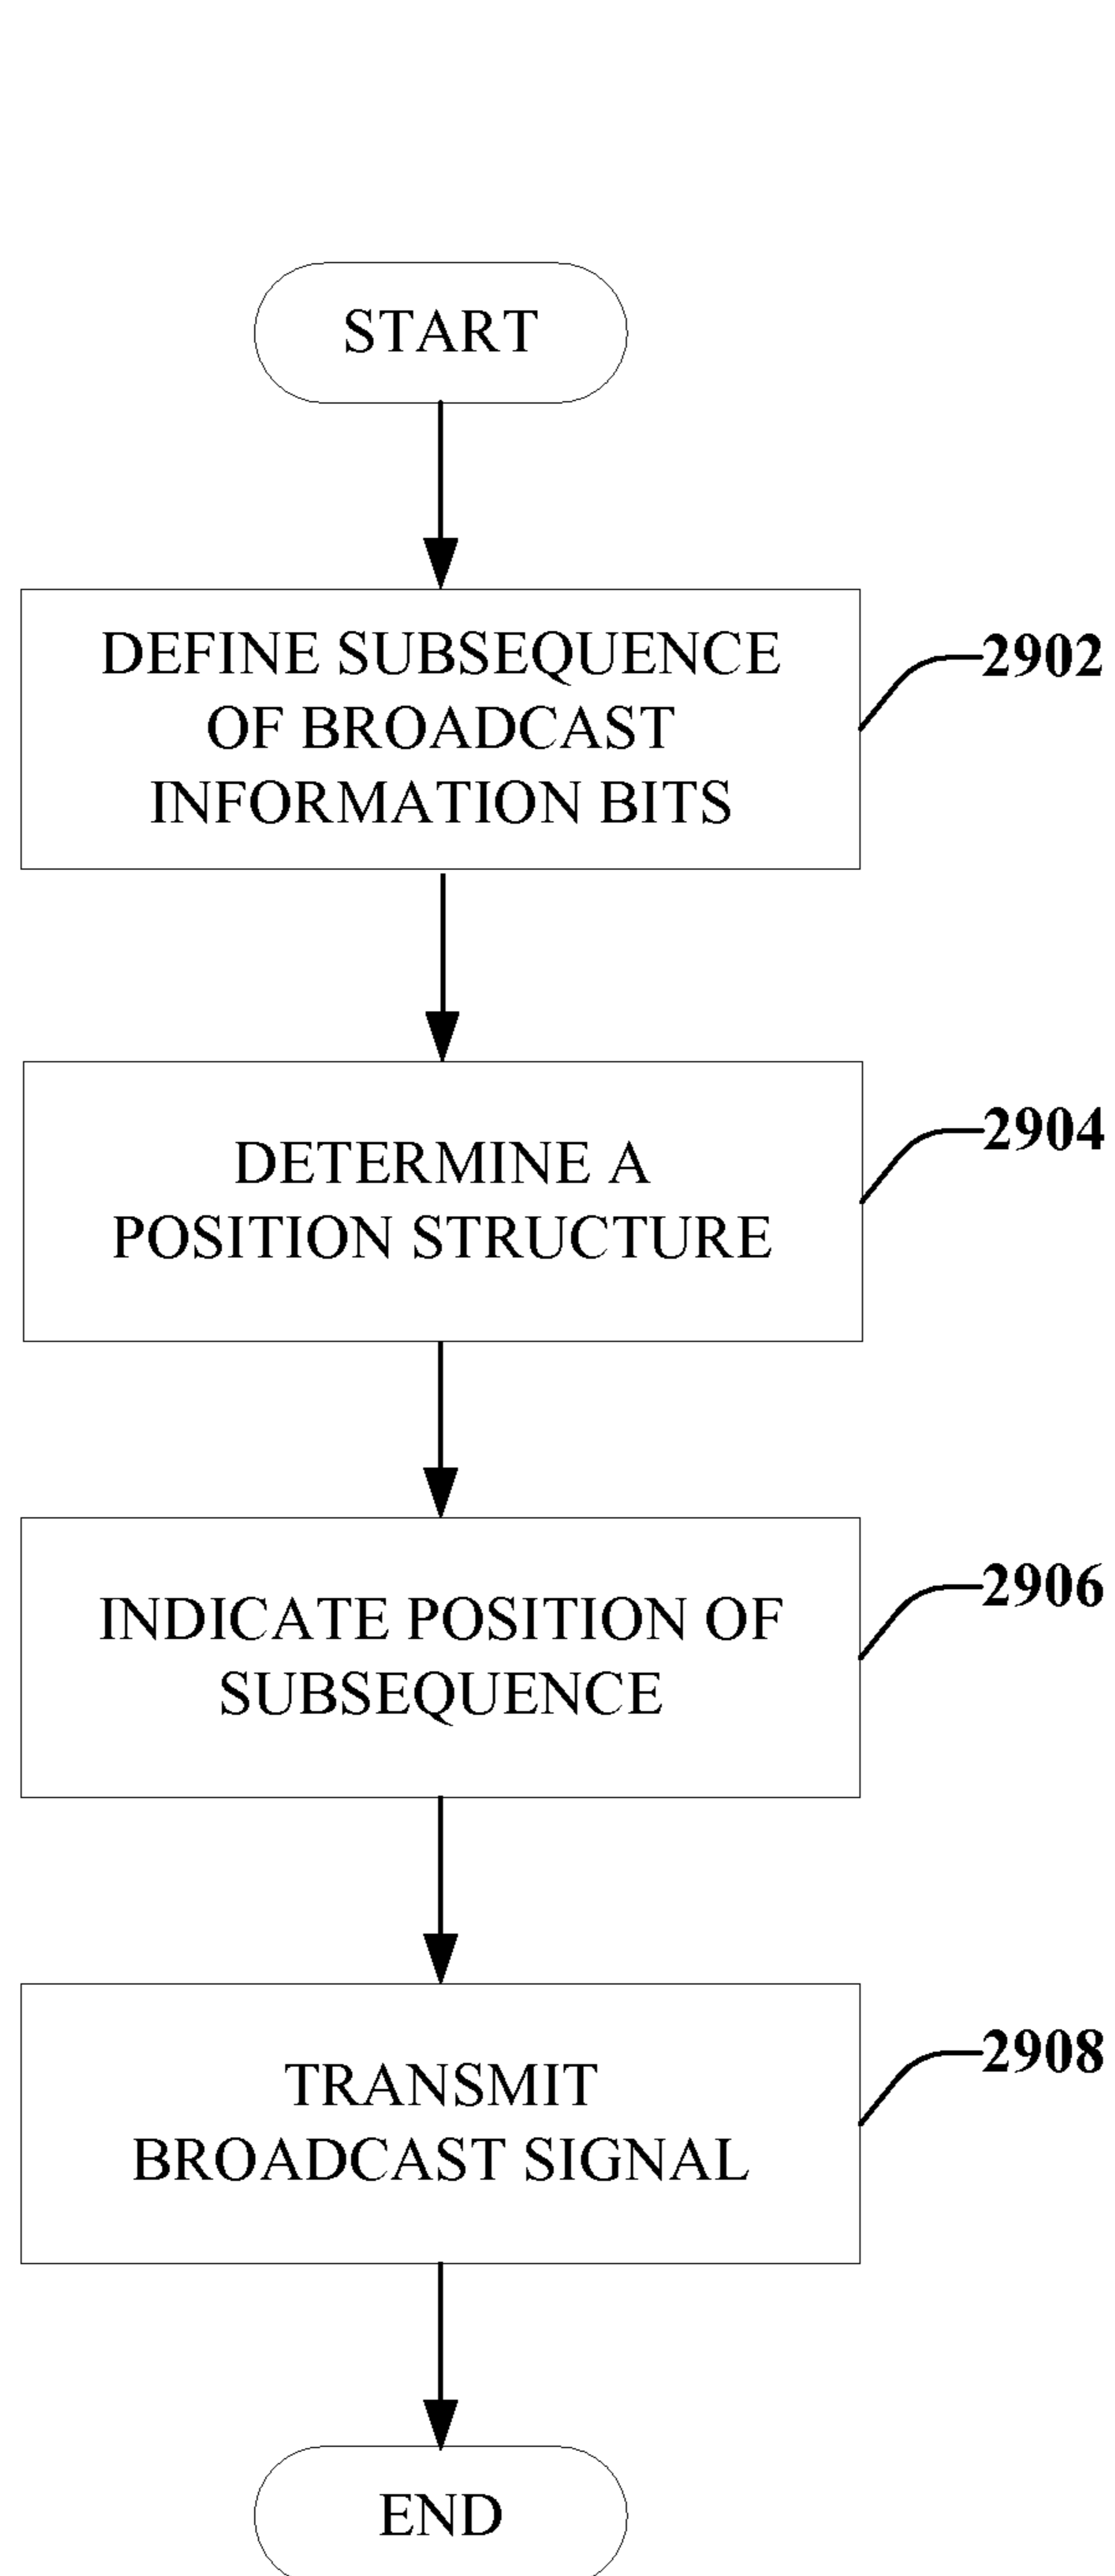 START
DEFINE SUBSEQUENCE
OF BROADCAST
INFORMATION BITS
2902
DETERMINE A
POSITION STRUCTURE
2904
INDICATE POSITION OF
SUBSEQUENCE
2906
TRANSMIT
BROADCAST SIGNAL
2908
END